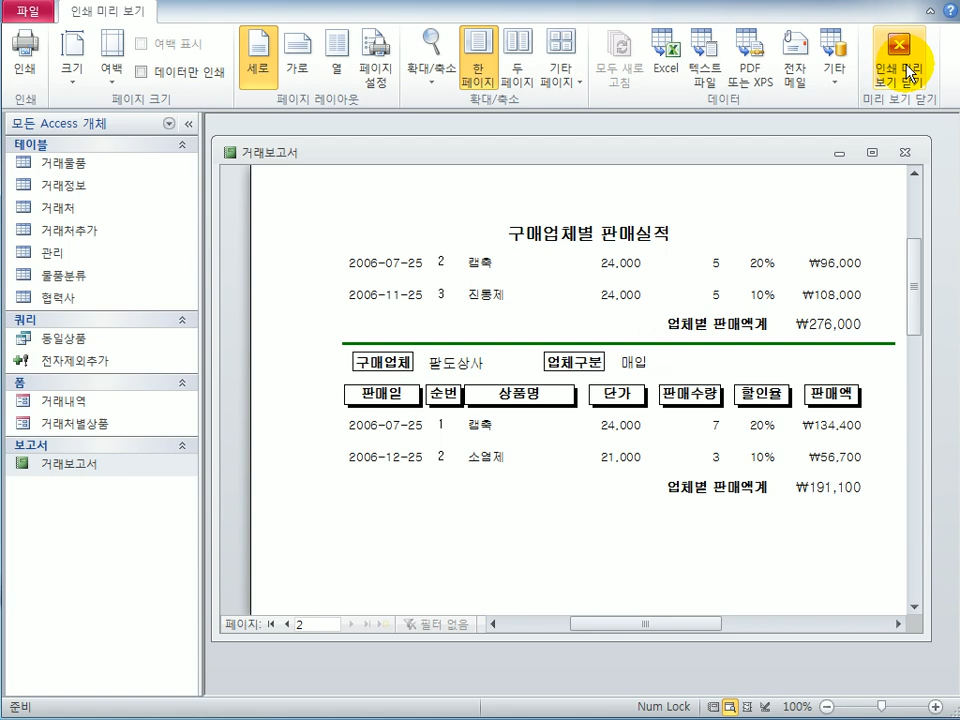 파일 인쇄 미리 보기
인쇄 크기 여백 여백 표시 데이터만 인쇄 세로 가로 열 페이지 설정 확대/축소 한 페이지 두 페이지 기타 페이지 모두 새로 고침 Excel 텍스트 파일 PDF 또는 XPS 전자 메일 기타 인쇄 미리 보기 닫기
인쇄 페이지 크기 페이지 레이아웃 확대/축소 데이터 미리 보기 닫기
모든 Access 개체
테이블
거래물품
거래정보
거래처
거래처추가
관리
물품분류
협력사
쿼리
동일상품
전자제외추가
폼
거래내역
거래처별상품
보고서
거래보고서
거래보고서
구매업체별 판매실적
2006-07-25 2 캡축 24,000 5 20% ₩96,000
2006-11-25 3 진통제 24,000 5 10% ₩108,000
업체별 판매액계 ₩276,000
구매업체 팔도상사 업체구분 매입
판매일 순번 상품명 단가 판매수량 할인율 판매액
2006-07-25 1 캡축 24,000 7 20% ₩134,400
2006-12-25 2 소염제 21,000 3 10% ₩56,700
업체별 판매액계 ₩191,100
페이지: 2 필터 없음
준비 Num Lock 100%